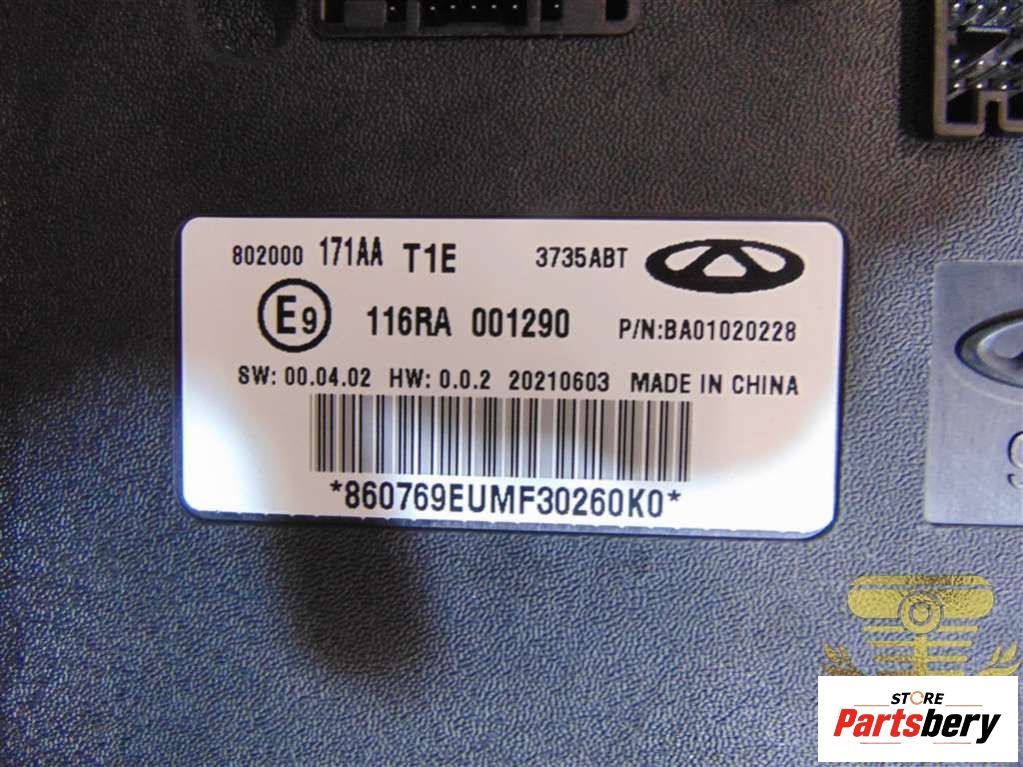 802000 171AA T1E 3735ABT
E9 116RA 001290 P/N:BA01020228
SW: 00.04.02 HW: 0.0.2 20210603 MADE IN CHINA
*860769EUMF30260K0*
STORE
Partsbery